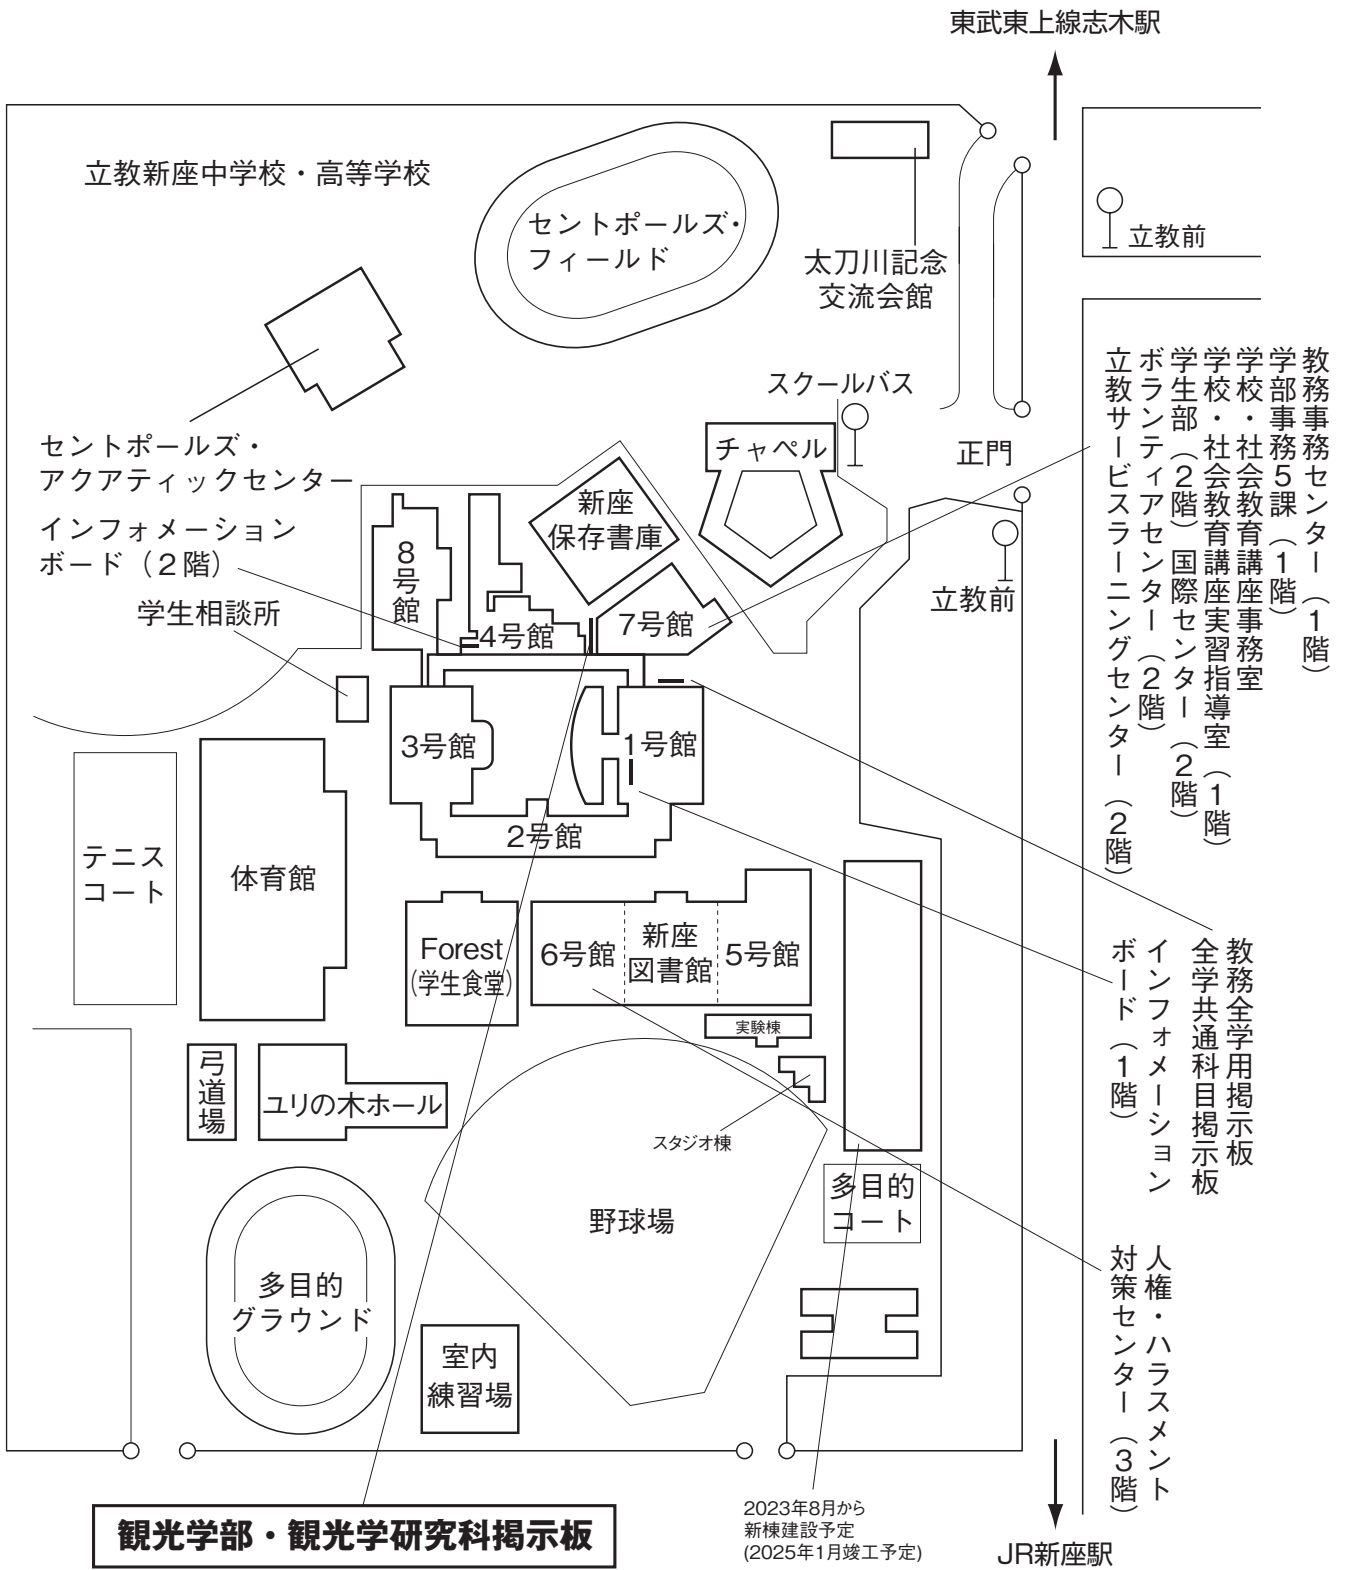 東武東上線志木駅
立教新座中学校・高等学校
セントポールズ・
フィールド
太刀川記念
交流会館
立教前
スクールバス
チャペル
正門
セントポールズ・
アクアティックセンター
インフォメーション
ボード（２階）
学生相談所
新座
保存書庫
8号館
4号館
7号館
立教前
教務事務センター（１階）
学部事務５課（１階）
学校・社会教育講座事務室
学校・社会教育講座実習指導室（１階）
学生部（２階）国際センター（２階）
ボランティアセンター（２階）
立教サービスラーニングセンター（２階）
3号館
1号館
2号館
テニス
コート
体育館
Forest
(学生食堂)
6号館
新座
図書館
5号館
教務全学用掲示板
全学共通科目掲示板
インフォメーション
ボード（１階）
実験棟
スタジオ棟
弓道場
ユリの木ホール
野球場
多目的
コート
多目的
グラウンド
室内
練習場
人権・ハラスメント
対策センター（３階）
観光学部・観光学研究科掲示板
2023年8月から
新棟建設予定
(2025年1月竣工予定)
JR新座駅